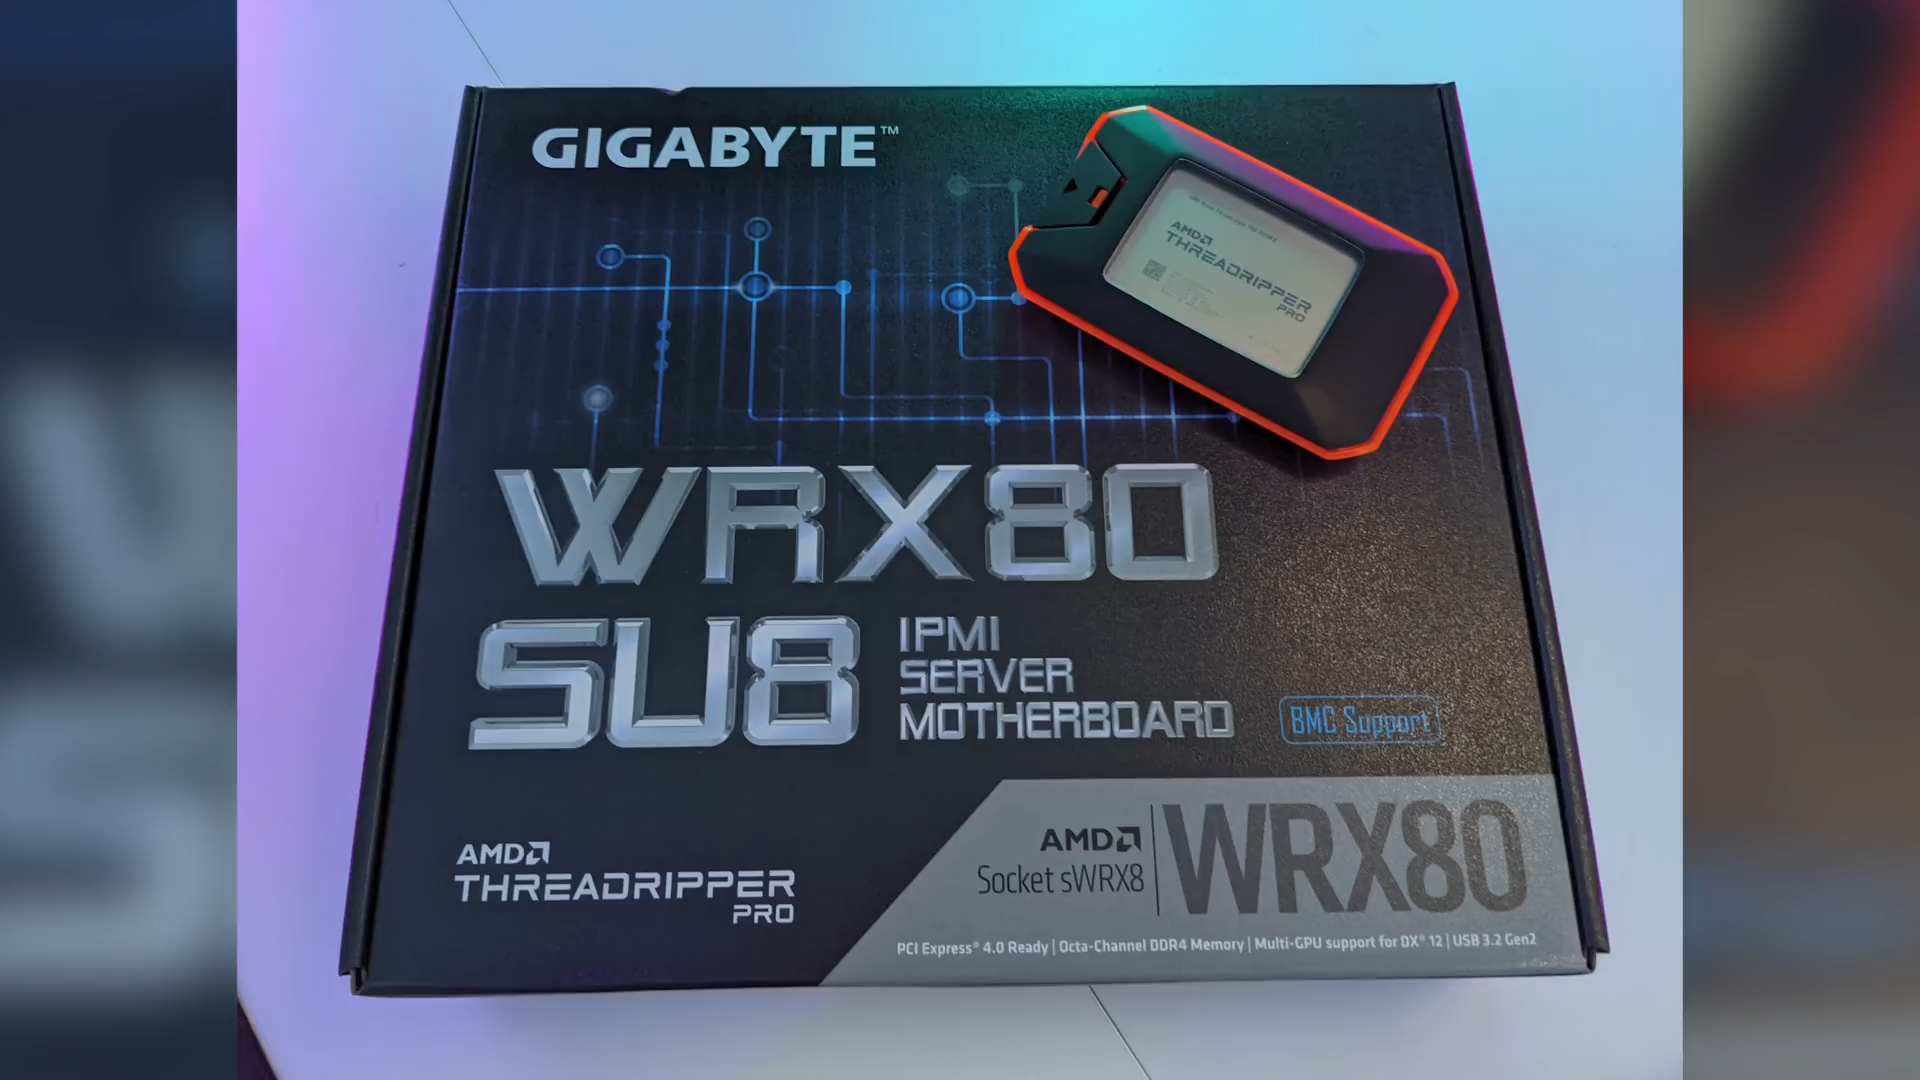 GIGABYTE™
AMD
THREADRIPPER
PRO
WRX80
SU8
IPMI
SERVER
MOTHERBOARD
BMC Support
AMD
THREADRIPPER
PRO
AMD
Socket sWRX8
WRX80
PCI Express® 4.0 Ready | Octa-Channel DDR4 Memory | Multi-GPU support for DX® 12 | USB 3.2 Gen2